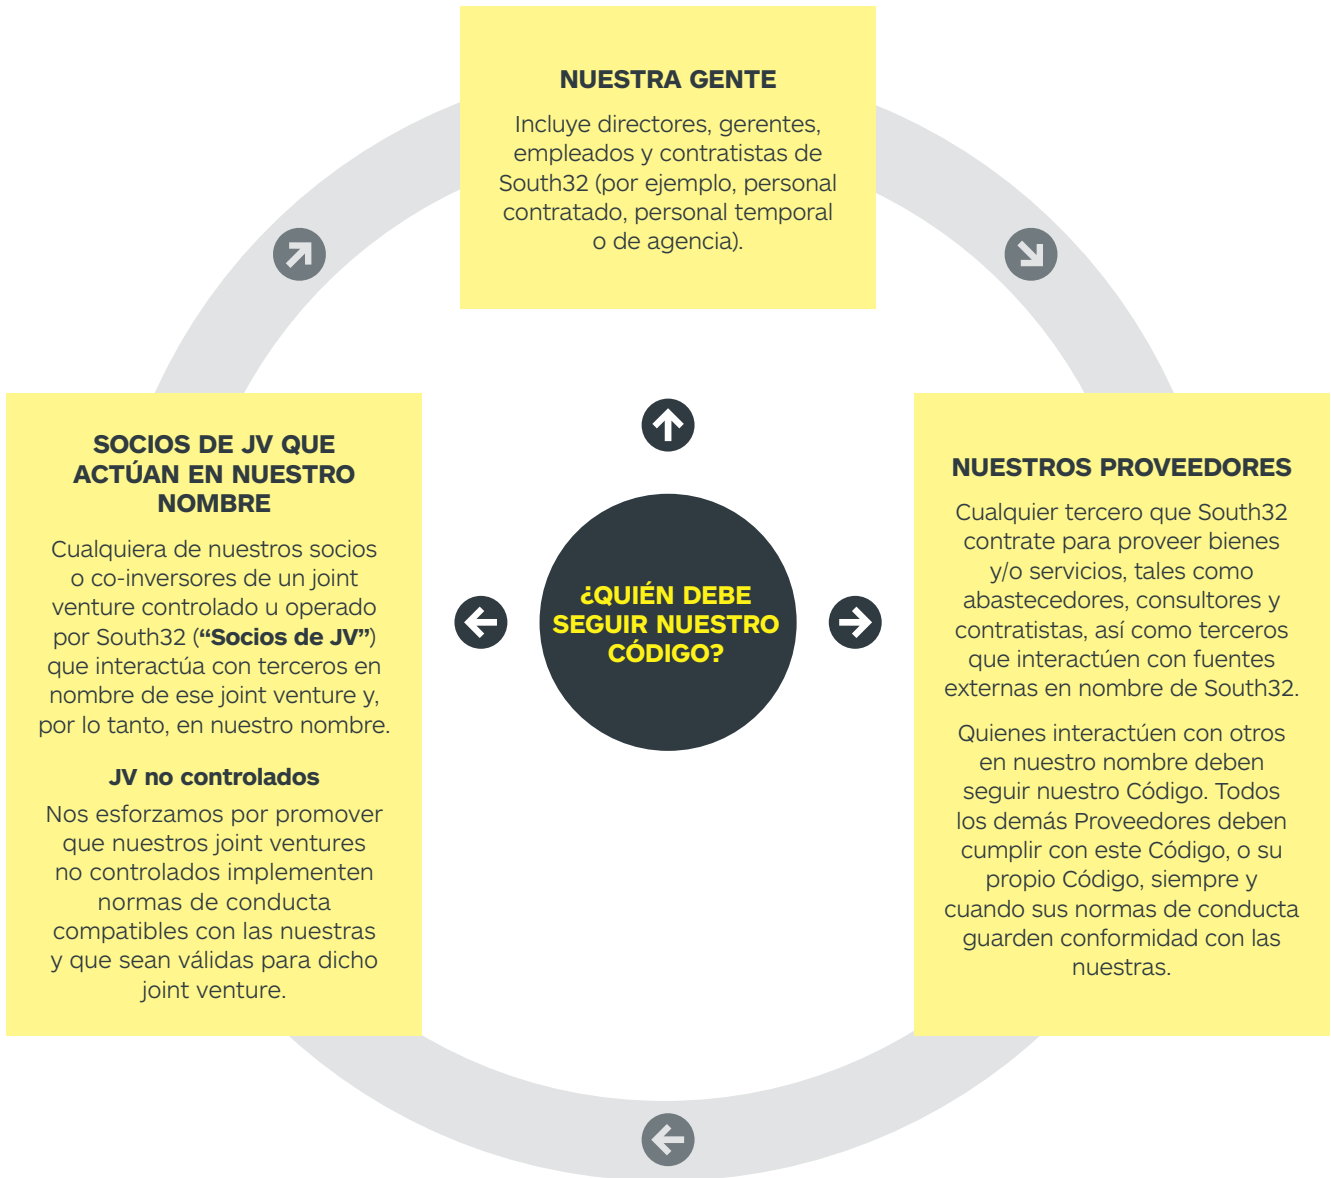 NUESTRA GENTE
Incluye directores, gerentes,
empleados y contratistas de
South32 (por ejemplo, personal
contratado, personal temporal
o de agencia).
SOCIOS DE JV QUE
ACTÚAN EN NUESTRO
NOMBRE
Cualquiera de nuestros socios
o co-inversores de un joint
venture controlado u operado
por South32 (“Socios de JV”)
que interactúa con terceros en
nombre de ese joint venture y,
por lo tanto, en nuestro nombre.
JV no controlados
Nos esforzamos por promover
que nuestros joint ventures
no controlados implementen
normas de conducta
compatibles con las nuestras
y que sean válidas para dicho
joint venture.
¿QUIÉN DEBE
SEGUIR NUESTRO
CÓDIGO?
NUESTROS PROVEEDORES
Cualquier tercero que South32
contrate para proveer bienes
y/o servicios, tales como
abastecedores, consultores y
contratistas, así como terceros
que interactúen con fuentes
externas en nombre de South32.
Quienes interactúen con otros
en nuestro nombre deben
seguir nuestro Código. Todos
los demás Proveedores deben
cumplir con este Código, o su
propio Código, siempre y
cuando sus normas de conducta
guarden conformidad con las
nuestras.